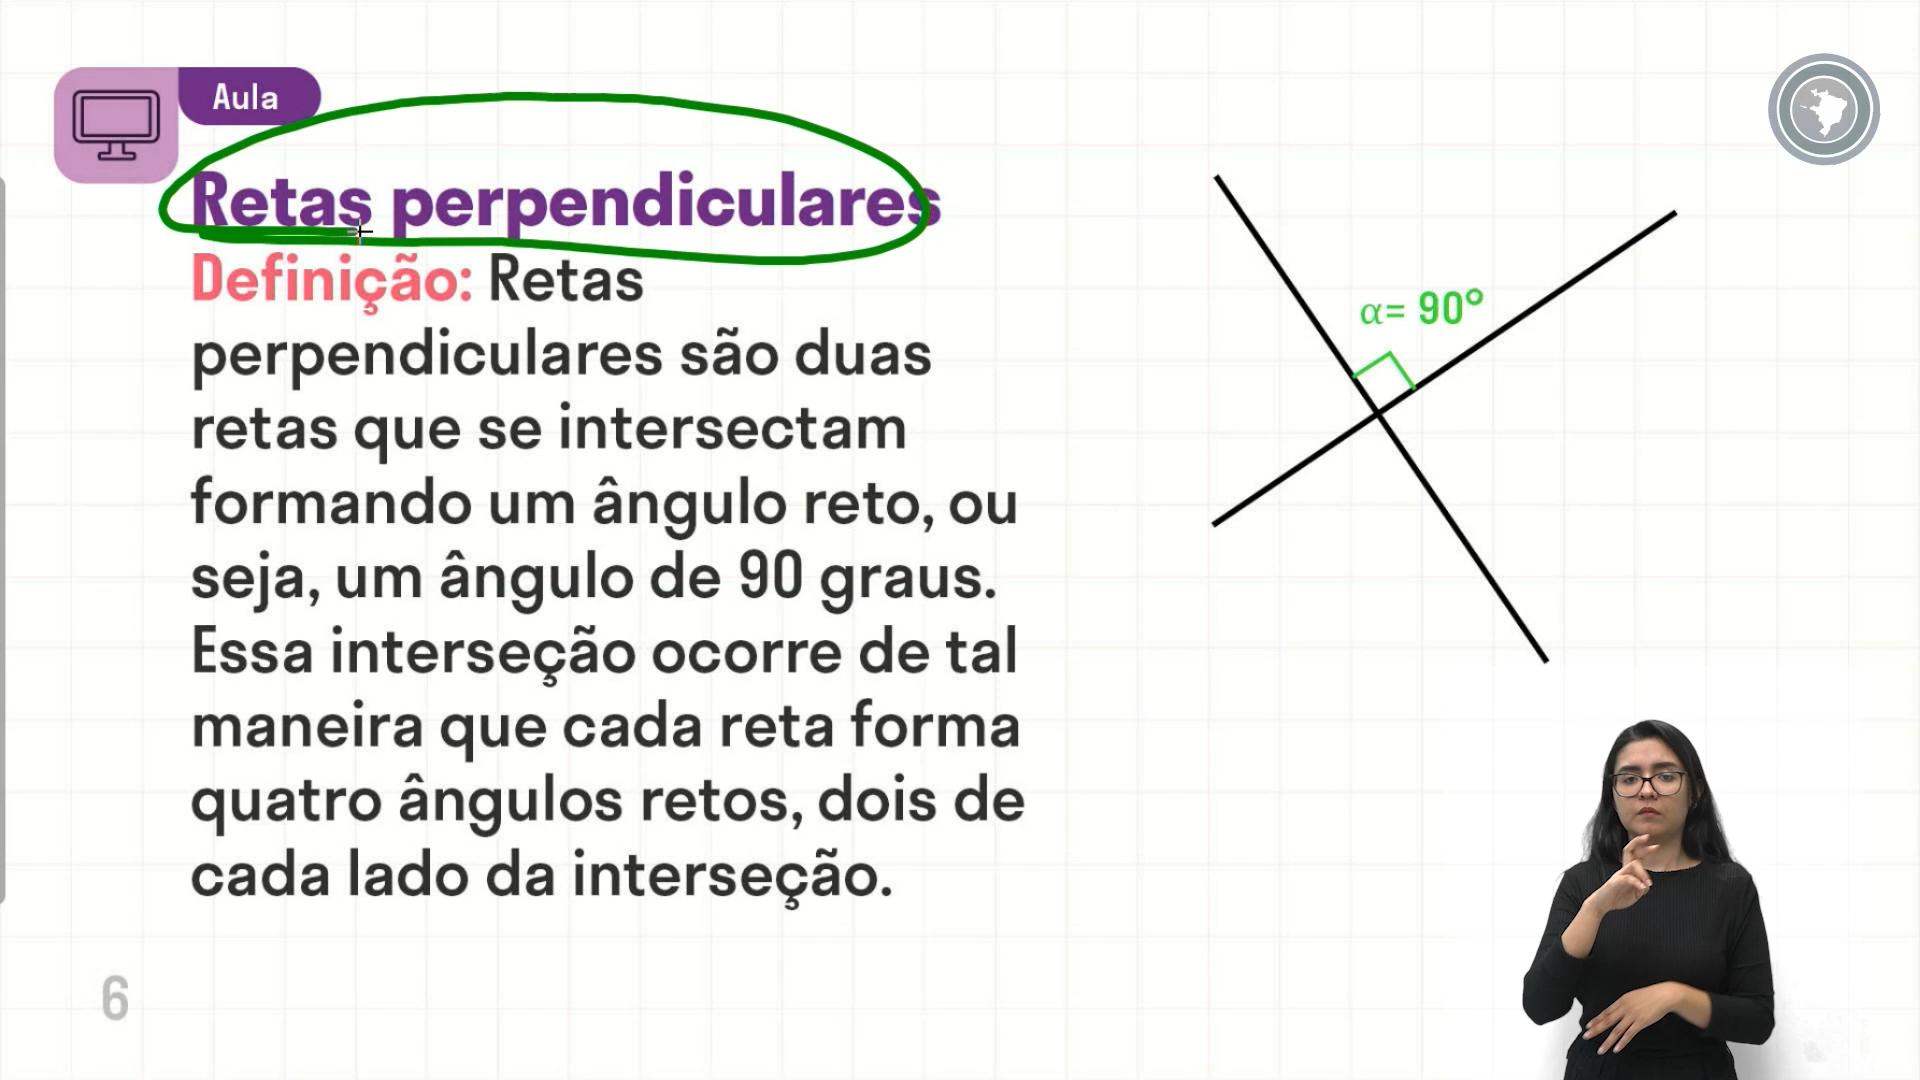 Aula
Retas perpendiculares
Definição: Retas
perpendiculares são duas
retas que se intersectam
formando um ângulo reto, ou
seja, um ângulo de 90 graus.
Essa interseção ocorre de tal
maneira que cada reta forma
quatro ângulos retos, dois de
cada lado da interseção.
α= 90°
6